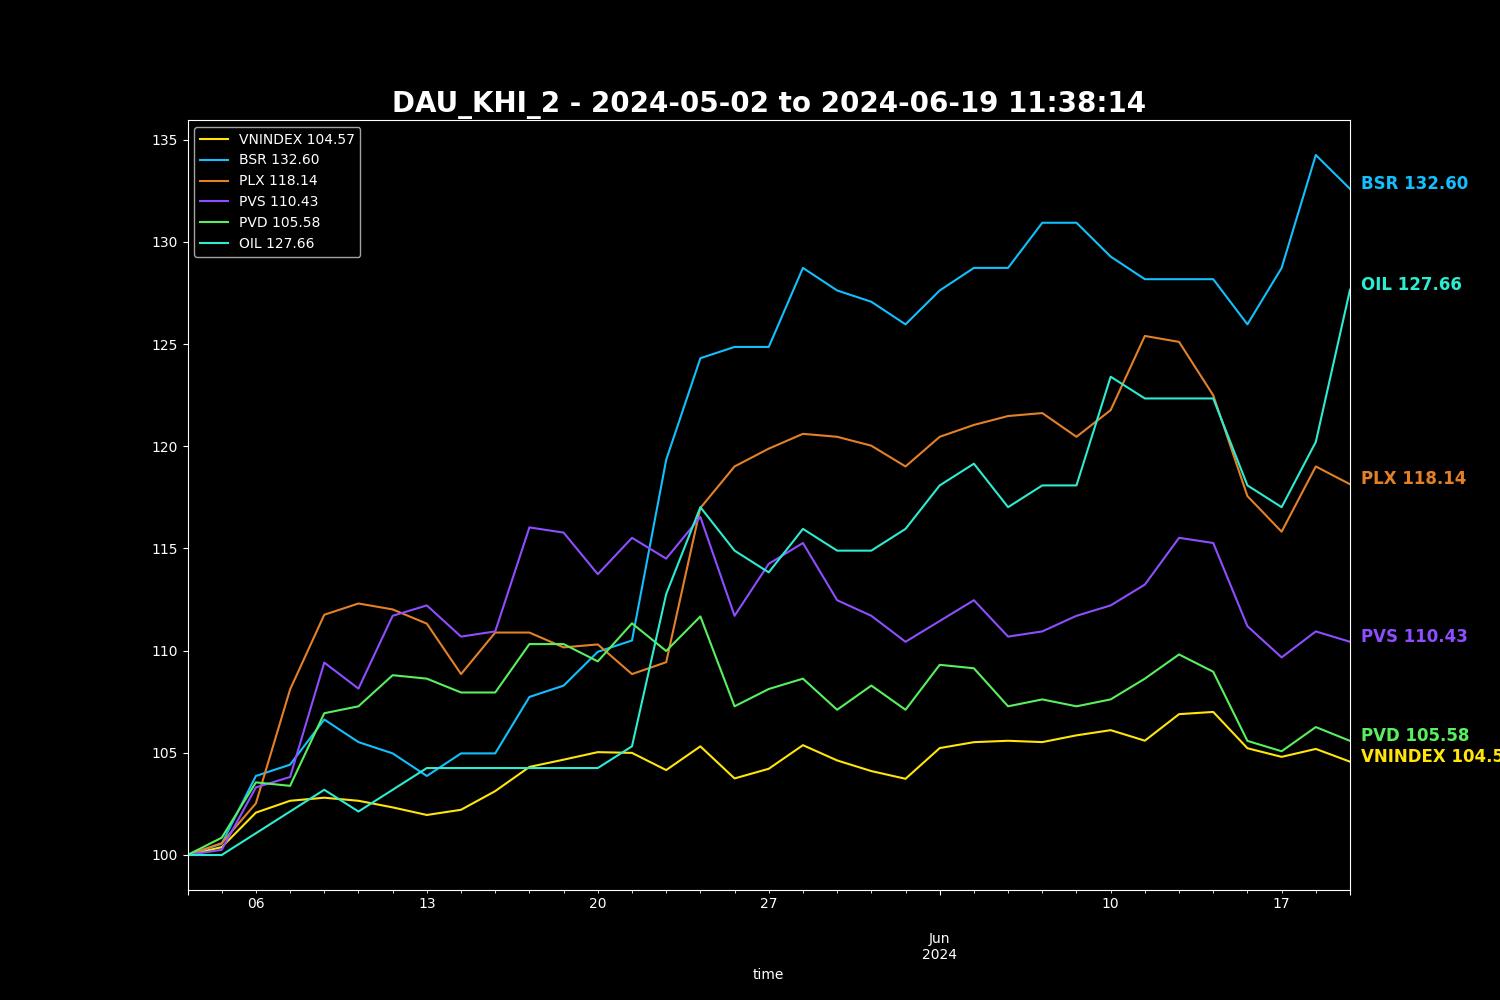 DAU_KHI_2 - 2024-05-02 to 2024-06-19 11:38:14
VNINDEX 104.57
BSR 132.60
PLX 118.14
PVS 110.43
PVD 105.58
OIL 127.66
135
130
125
120
115
110
105
100
BSR 132.60
OIL 127.66
PLX 118.14
PVS 110.43
PVD 105.58
VNINDEX 104.5
06 13 20 27 10 17
Jun
2024
time